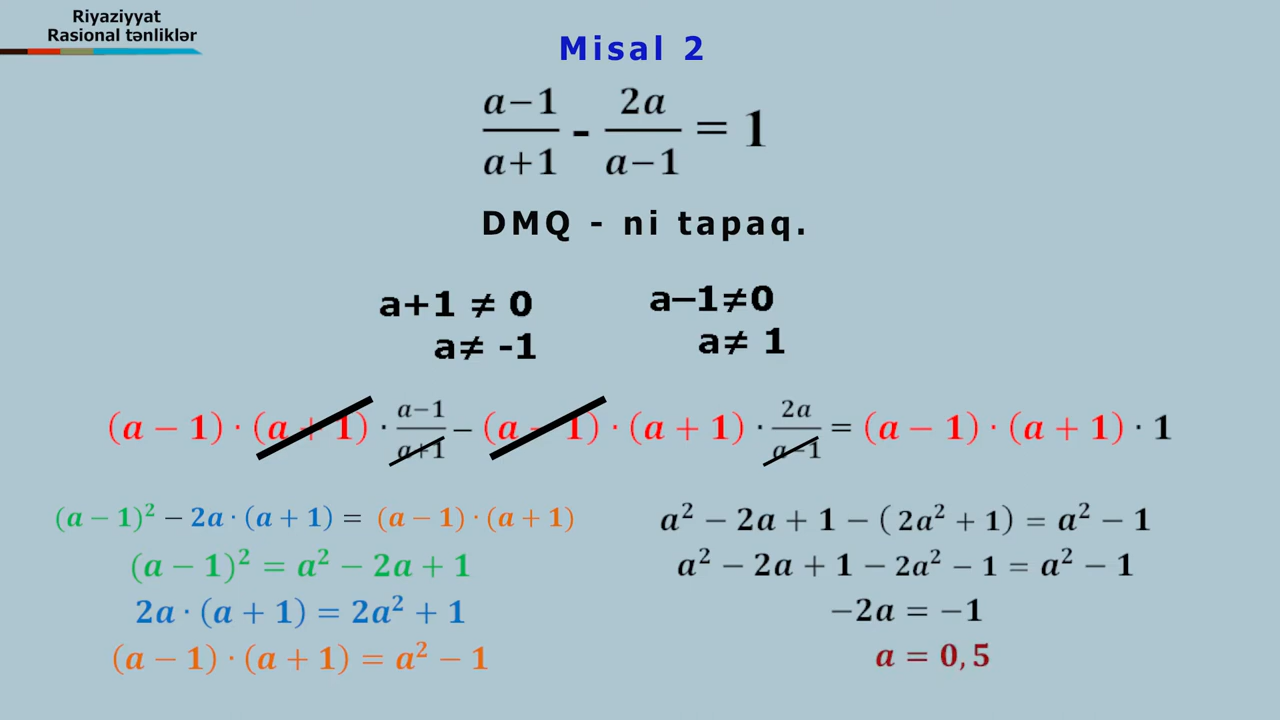 Riyaziyyat
Rasional tənliklər
Misal 2
a−1/a+1 - 2a/a−1 = 1
DMQ - ni tapaq.
a+1 ≠ 0
a≠ -1
a−1≠0
a≠ 1
(a − 1) · (a + 1) · a−1/a+1 − (a − 1) · (a + 1) · 2a/a−1 = (a − 1) · (a + 1) · 1
(a − 1)² − 2a · (a + 1) = (a − 1) · (a + 1)
(a − 1)² = a² − 2a + 1
2a · (a + 1) = 2a² + 1
(a − 1) · (a + 1) = a² − 1
a² − 2a + 1 − ( 2a² + 1) = a² − 1
a² − 2a + 1 − 2a² − 1 = a² − 1
−2a = −1
a = 0, 5